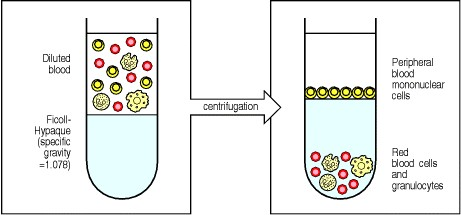 Diluted
blood
Ficoll-
Hypaque
(specific
gravity
=1.078)
centrifugation
Peripheral
blood
mononuclear
cells
Red
blood cells
and
granulocytes